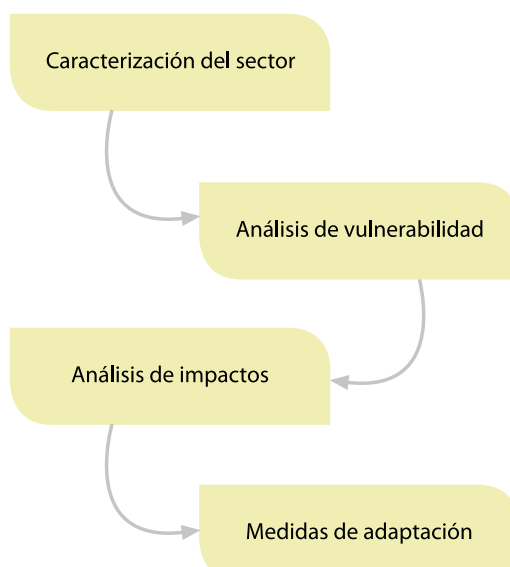 Caracterización del sector
Análisis de vulnerabilidad
Análisis de impactos
Medidas de adaptación